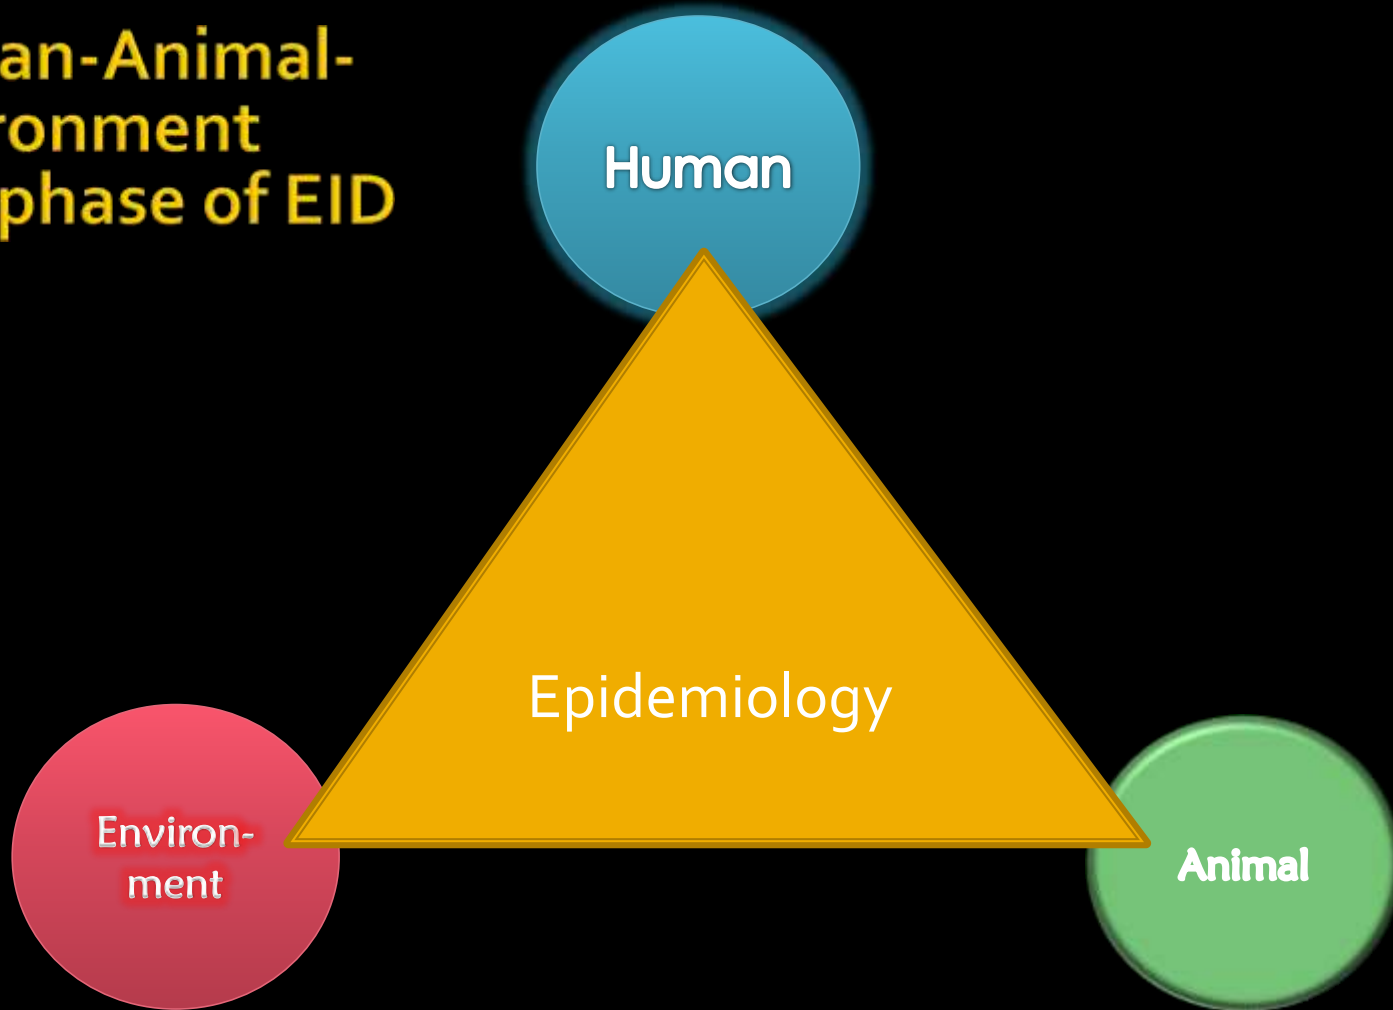 an-Animal-
ronment
phase of EID
Human
Epidemiology
Environ-
ment
Animal